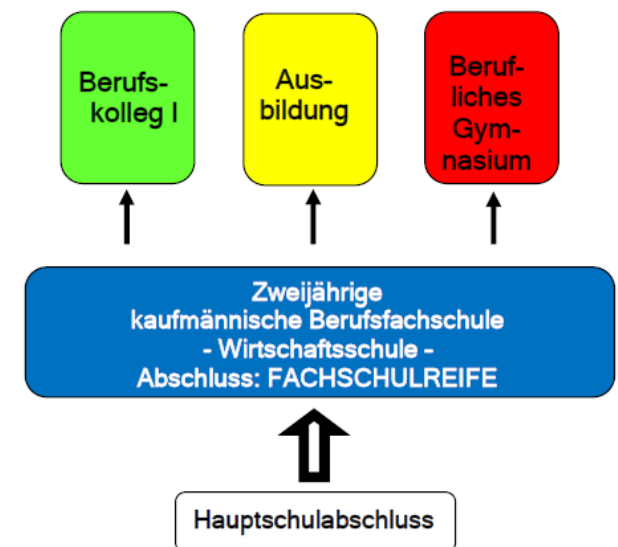 Berufs-
kolleg I
Aus-
bildung
Beruf-
liches
Gym-
nasium
Zweijährige
kaufmännische Berufsfachschule
- Wirtschaftsschule -
Abschluss: FACHSCHULREIFE
Hauptschulabschluss